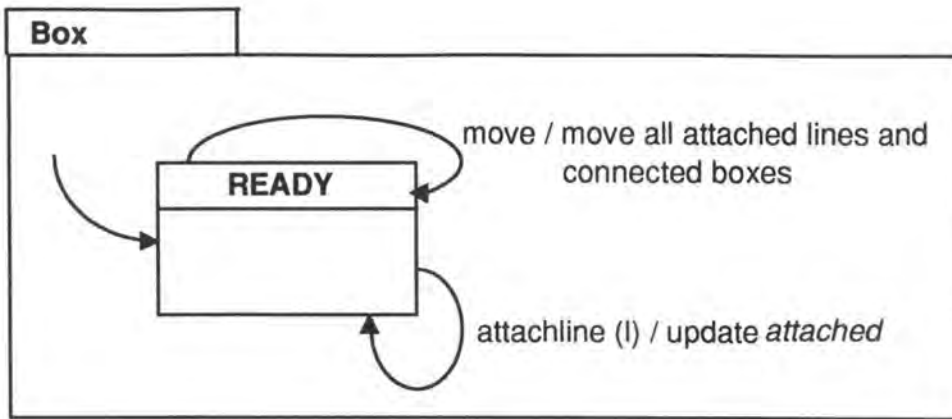 Box
move / move all attached lines and
connected boxes
READY
attachline (l) / update attached